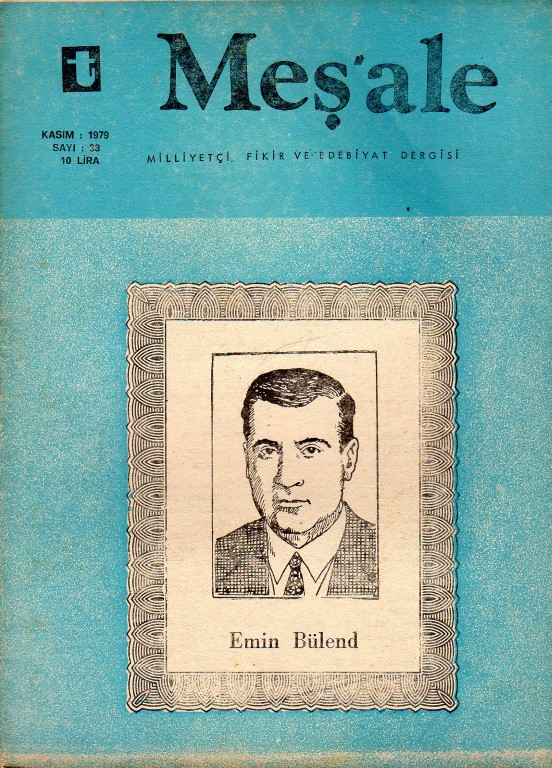 t
Meş'ale
KASIM : 1979
SAYI : 33
10 LİRA
MİLLİYETÇİ, FİKİR VE EDEBİYAT DERGİSİ
Emin Bülend